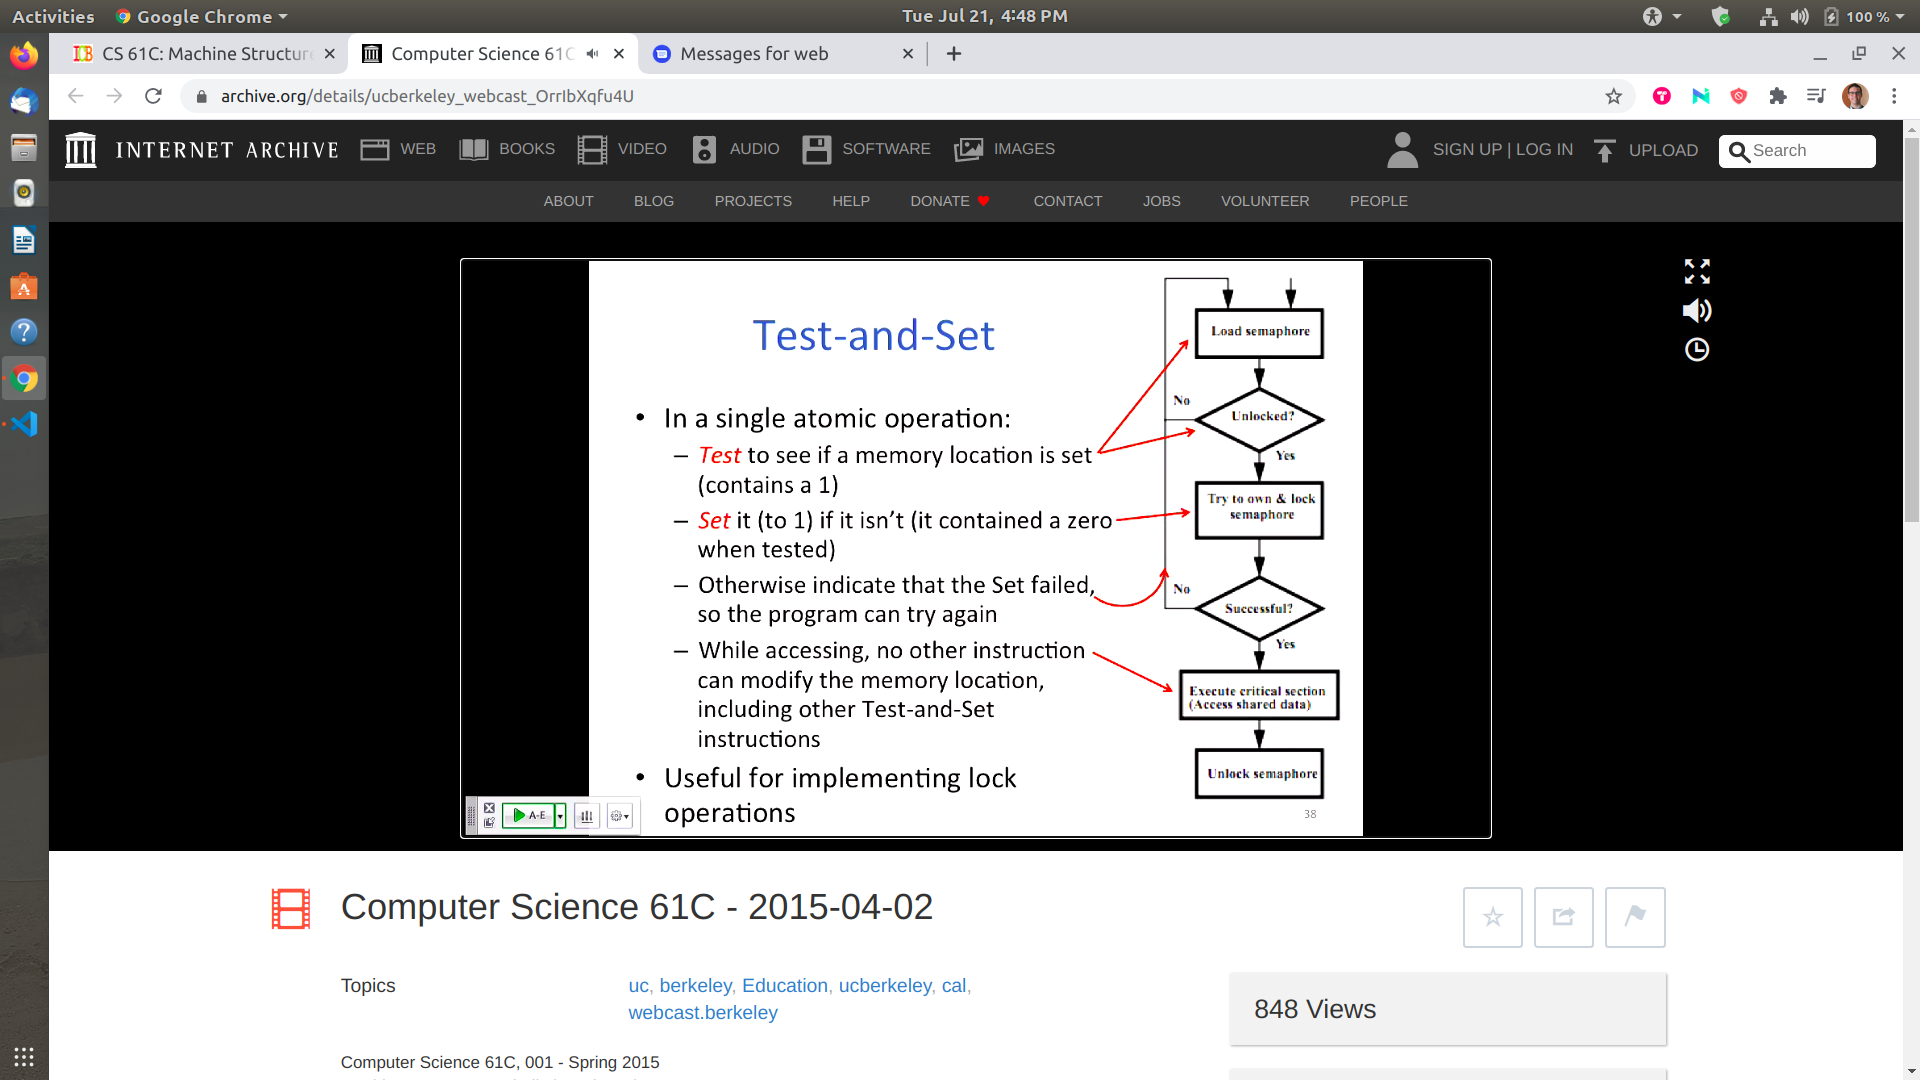 Activities
Google Chrome
Tue Jul 21, 4:48 PM
100 %
CS 61C: Machine Structure
Computer Science 61C
Messages for web
archive.org/details/ucberkeley_webcast_OrrIbXqfu4U
INTERNET ARCHIVE
WEB
BOOKS
VIDEO
AUDIO
SOFTWARE
IMAGES
SIGN UP | LOG IN
UPLOAD
Search
ABOUT
BLOG
PROJECTS
HELP
DONATE
CONTACT
JOBS
VOLUNTEER
PEOPLE
Test-and-Set
• In a single atomic operation:
– Test to see if a memory location is set
(contains a 1)
– Set it (to 1) if it isn’t (it contained a zero
when tested)
– Otherwise indicate that the Set failed,
so the program can try again
– While accessing, no other instruction
can modify the memory location,
including other Test-and-Set
instructions
• Useful for implementing lock
operations
Load semaphore
No
Unlocked?
Yes
Try to own & lock
semaphore
No
Successful?
Yes
Execute critical section
(Access shared data)
Unlock semaphore
38
A-E
Computer Science 61C - 2015-04-02
Topics
uc, berkeley, Education, ucberkeley, cal,
webcast.berkeley
848 Views
Computer Science 61C, 001 - Spring 2015